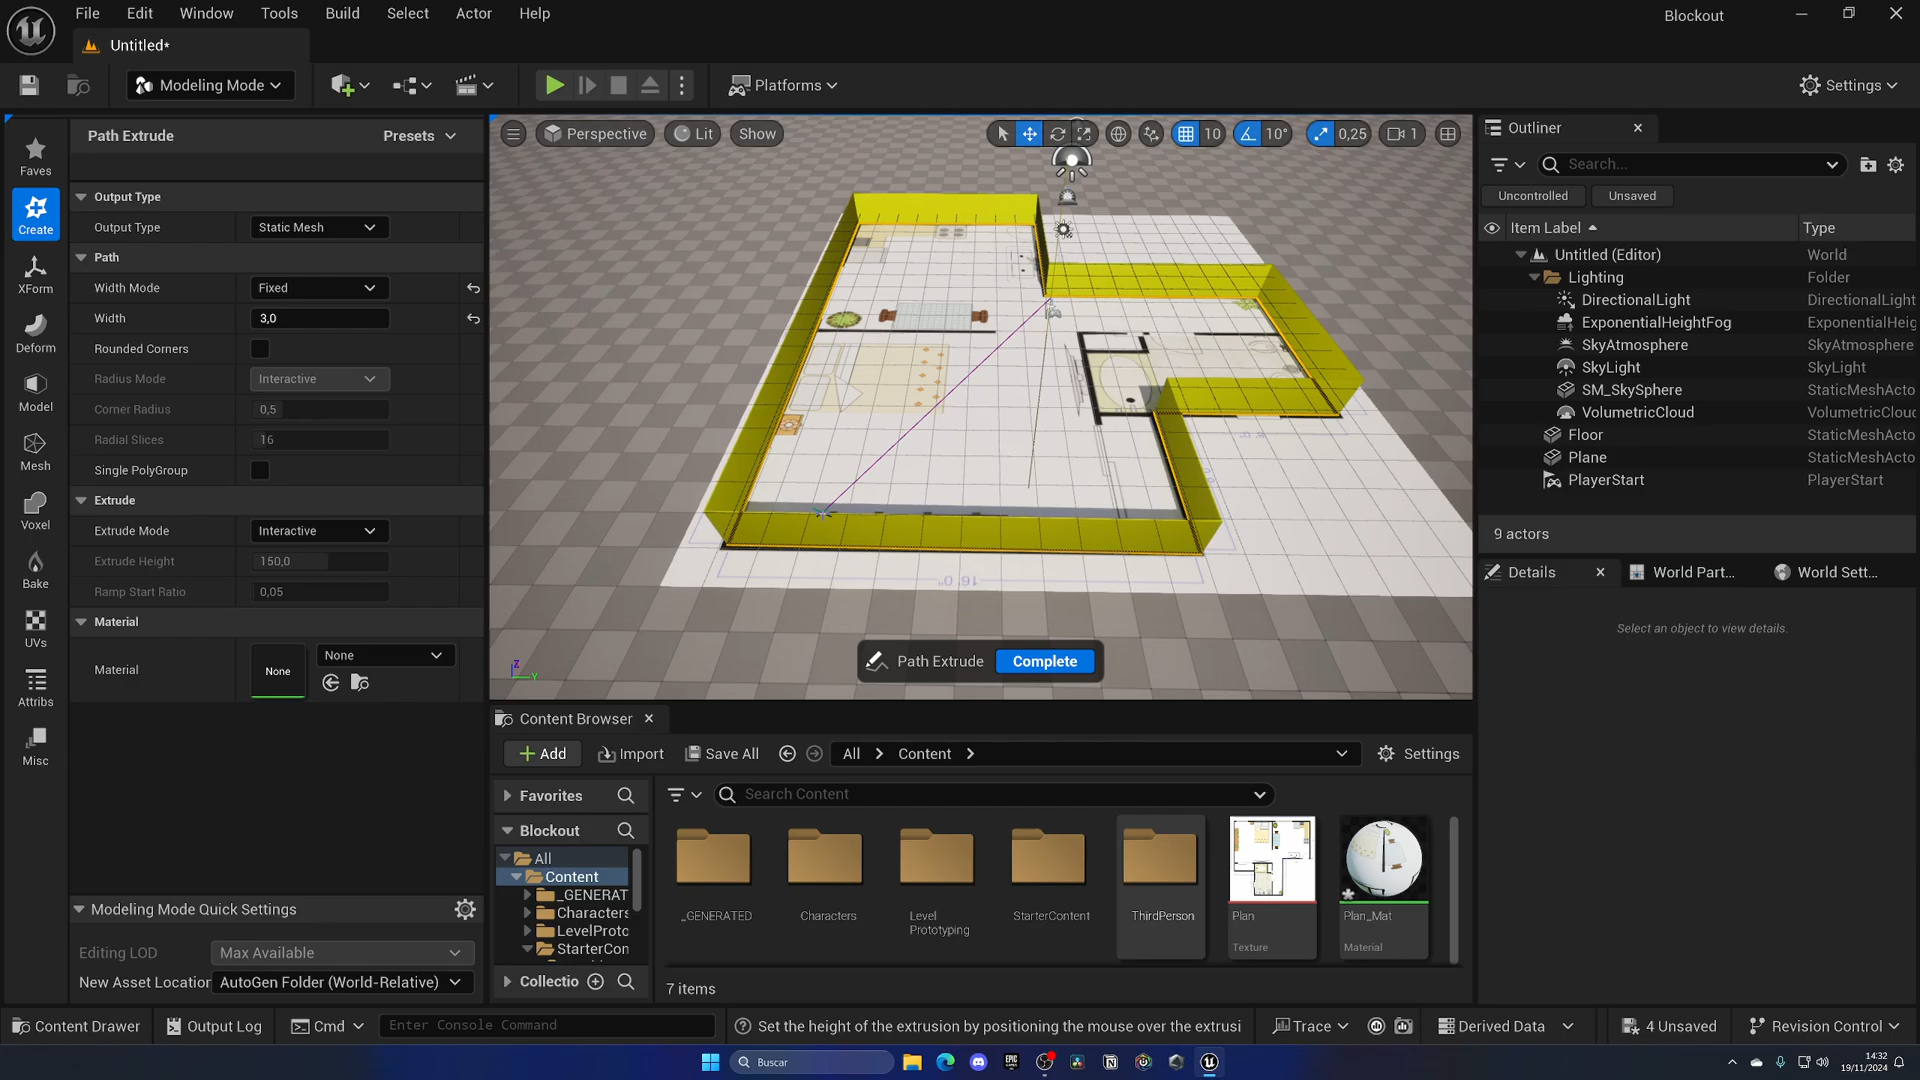 File Edit Window Tools Build Select Actor Help
Blockout
Untitled*
Modeling Mode
Platforms
Settings
Path Extrude Presets
Perspective Lit Show
10 10° 0,25 1
Outliner
Search...
Uncontrolled Unsaved
Item Label Type
Untitled (Editor) World
Lighting Folder
DirectionalLight DirectionalLight
ExponentialHeightFog ExponentialHeig
SkyAtmosphere SkyAtmosphere
SkyLight SkyLight
SM_SkySphere StaticMeshActor
VolumetricCloud VolumetricCloud
Floor StaticMeshActo
Plane StaticMeshActo
PlayerStart PlayerStart
9 actors
Details World Part... World Sett...
Select an object to view details.
Faves
Create
XForm
Deform
Model
Mesh
Voxel
Bake
UVs
Attribs
Misc
Output Type
Output Type Static Mesh
Path
Width Mode Fixed
Width 3,0
Rounded Corners
Radius Mode Interactive
Corner Radius 0,5
Radial Slices 16
Single PolyGroup
Extrude
Extrude Mode Interactive
Extrude Height 150,0
Ramp Start Ratio 0,05
Material
Material None None
16' 0"
Z Y
Path Extrude Complete
Modeling Mode Quick Settings
Editing LOD Max Available
New Asset Location AutoGen Folder (World-Relative)
Content Browser
Add Import Save All All Content Settings
Favorites
Search Content
Blockout
All
Content
_GENERAT
Characters
LevelProto
StarterCon
Collectio
_GENERATED
Characters
Level
Prototyping
StarterContent
ThirdPerson
Plan
Texture
Plan_Mat
Material
7 items
Content Drawer Output Log Cmd Enter Console Command Set the height of the extrusion by positioning the mouse over the extrusi Trace Derived Data 4 Unsaved Revision Control
Buscar
EPIC
14:32
19/11/2024